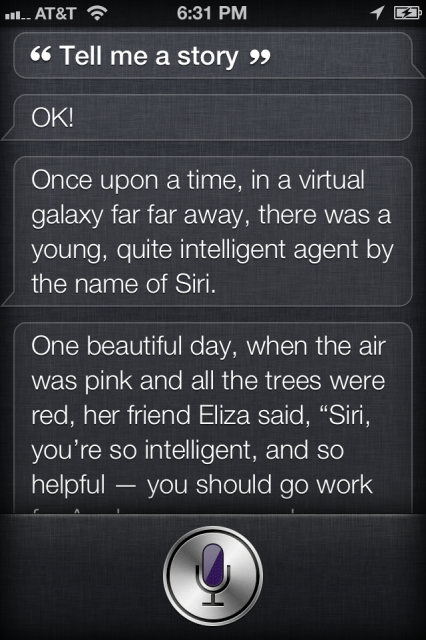 AT&T 6:31 PM
“ Tell me a story ”
OK!
Once upon a time, in a virtual
galaxy far far away, there was a
young, quite intelligent agent by
the name of Siri.
One beautiful day, when the air
was pink and all the trees were
red, her friend Eliza said, “Siri,
you’re so intelligent, and so
helpful — you should go work